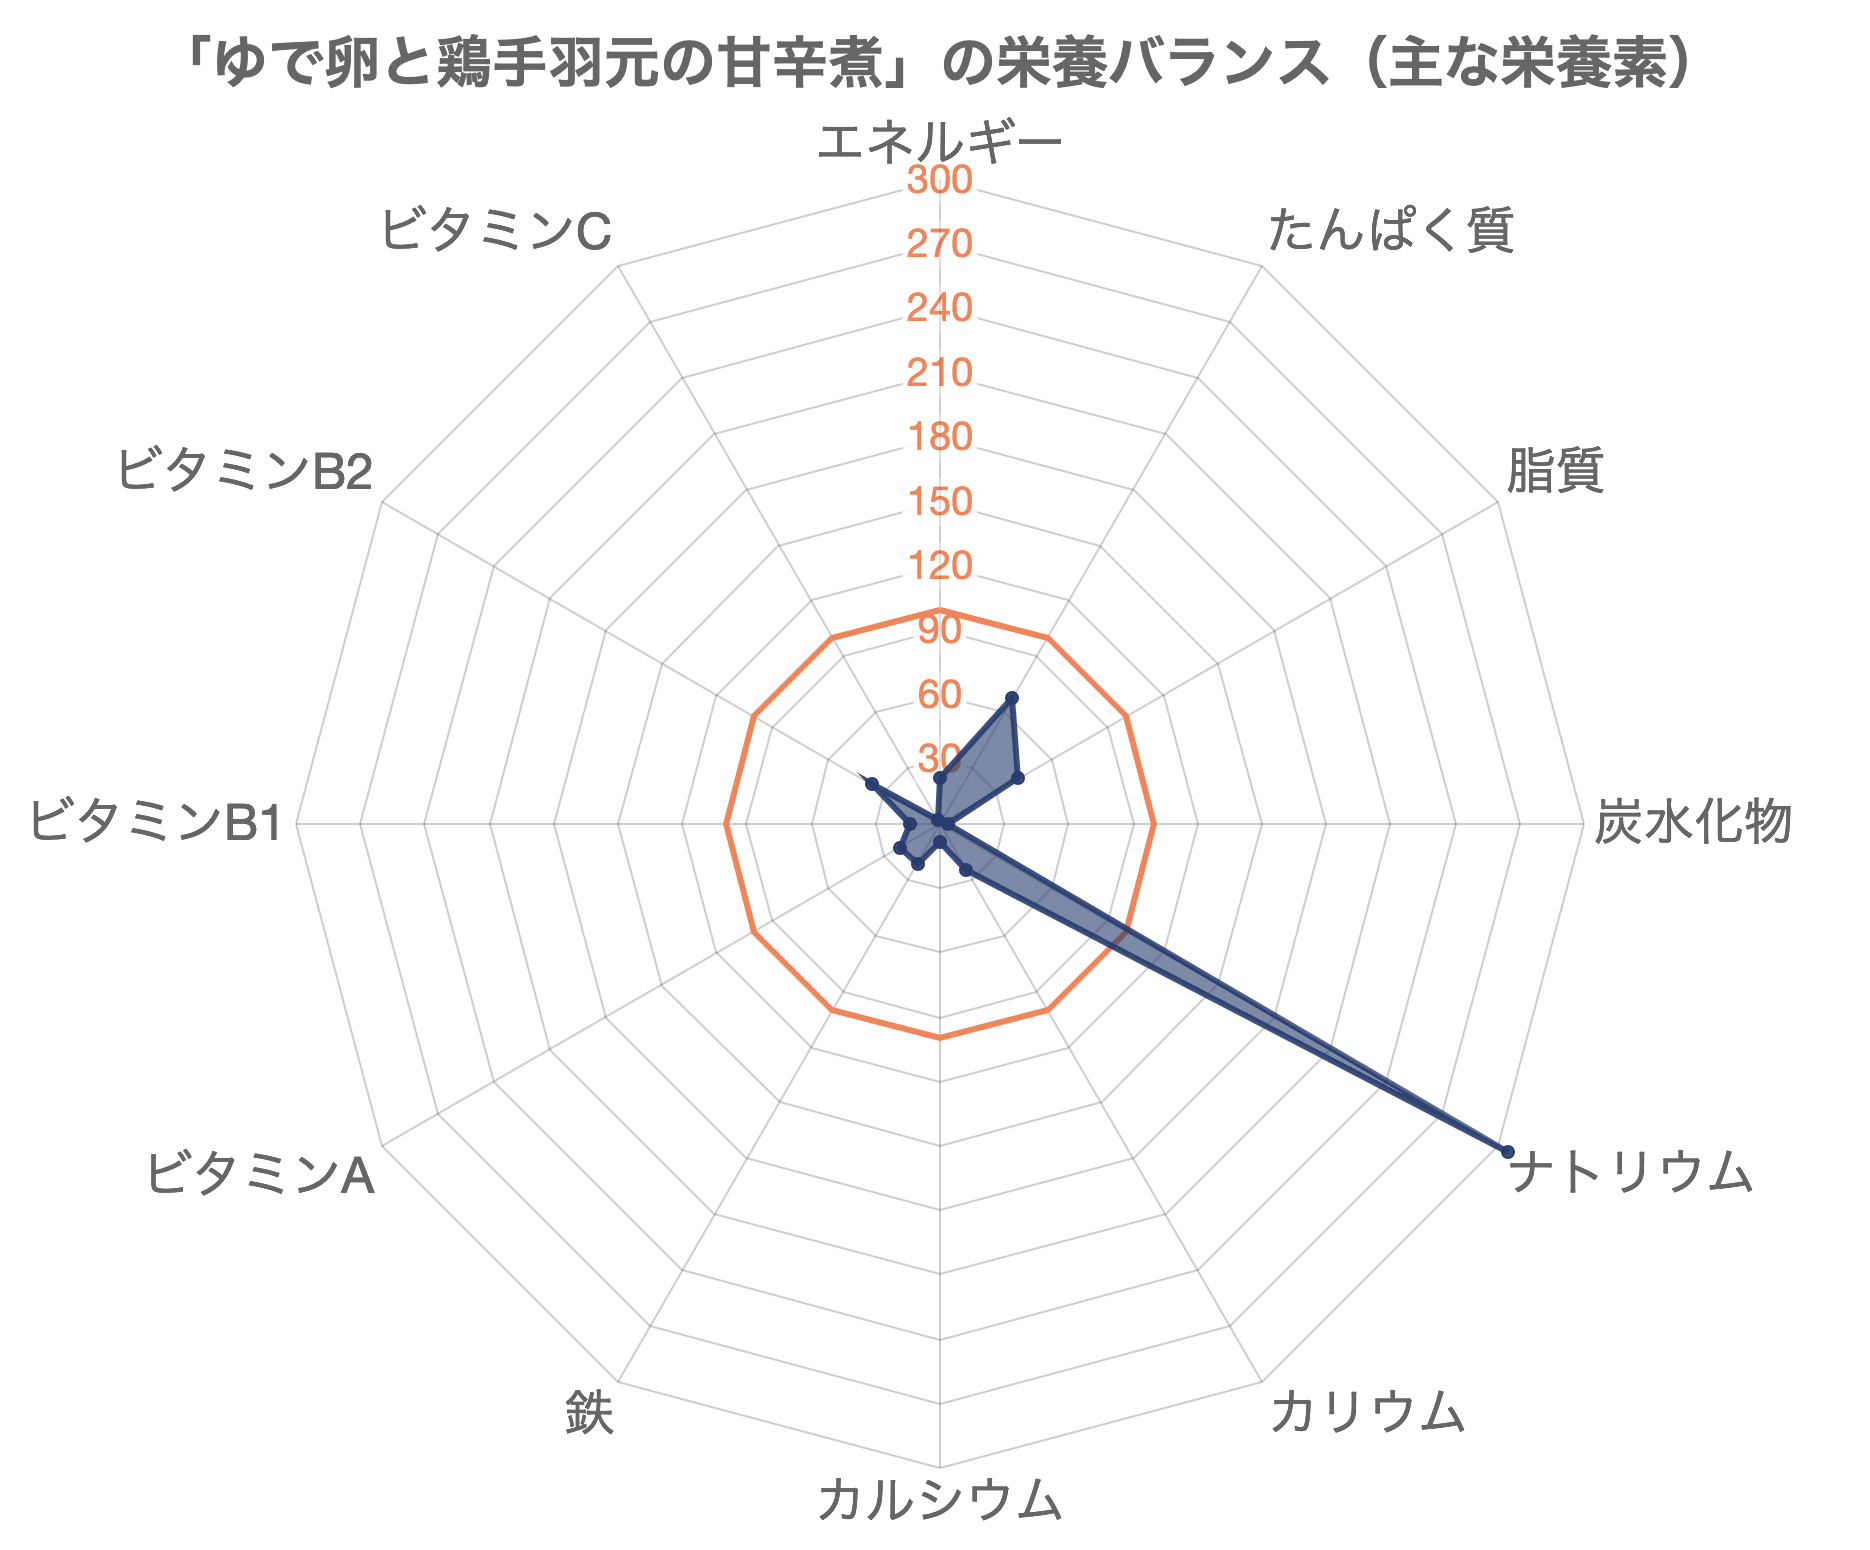 「ゆで卵と鶏手羽元の甘辛煮」の栄養バランス（主な栄養素）
エネルギー
たんぱく質
脂質
炭水化物
ナトリウム
カリウム
カルシウム
鉄
ビタミンA
ビタミンB1
ビタミンB2
ビタミンC
300
270
240
210
180
150
120
90
60
30